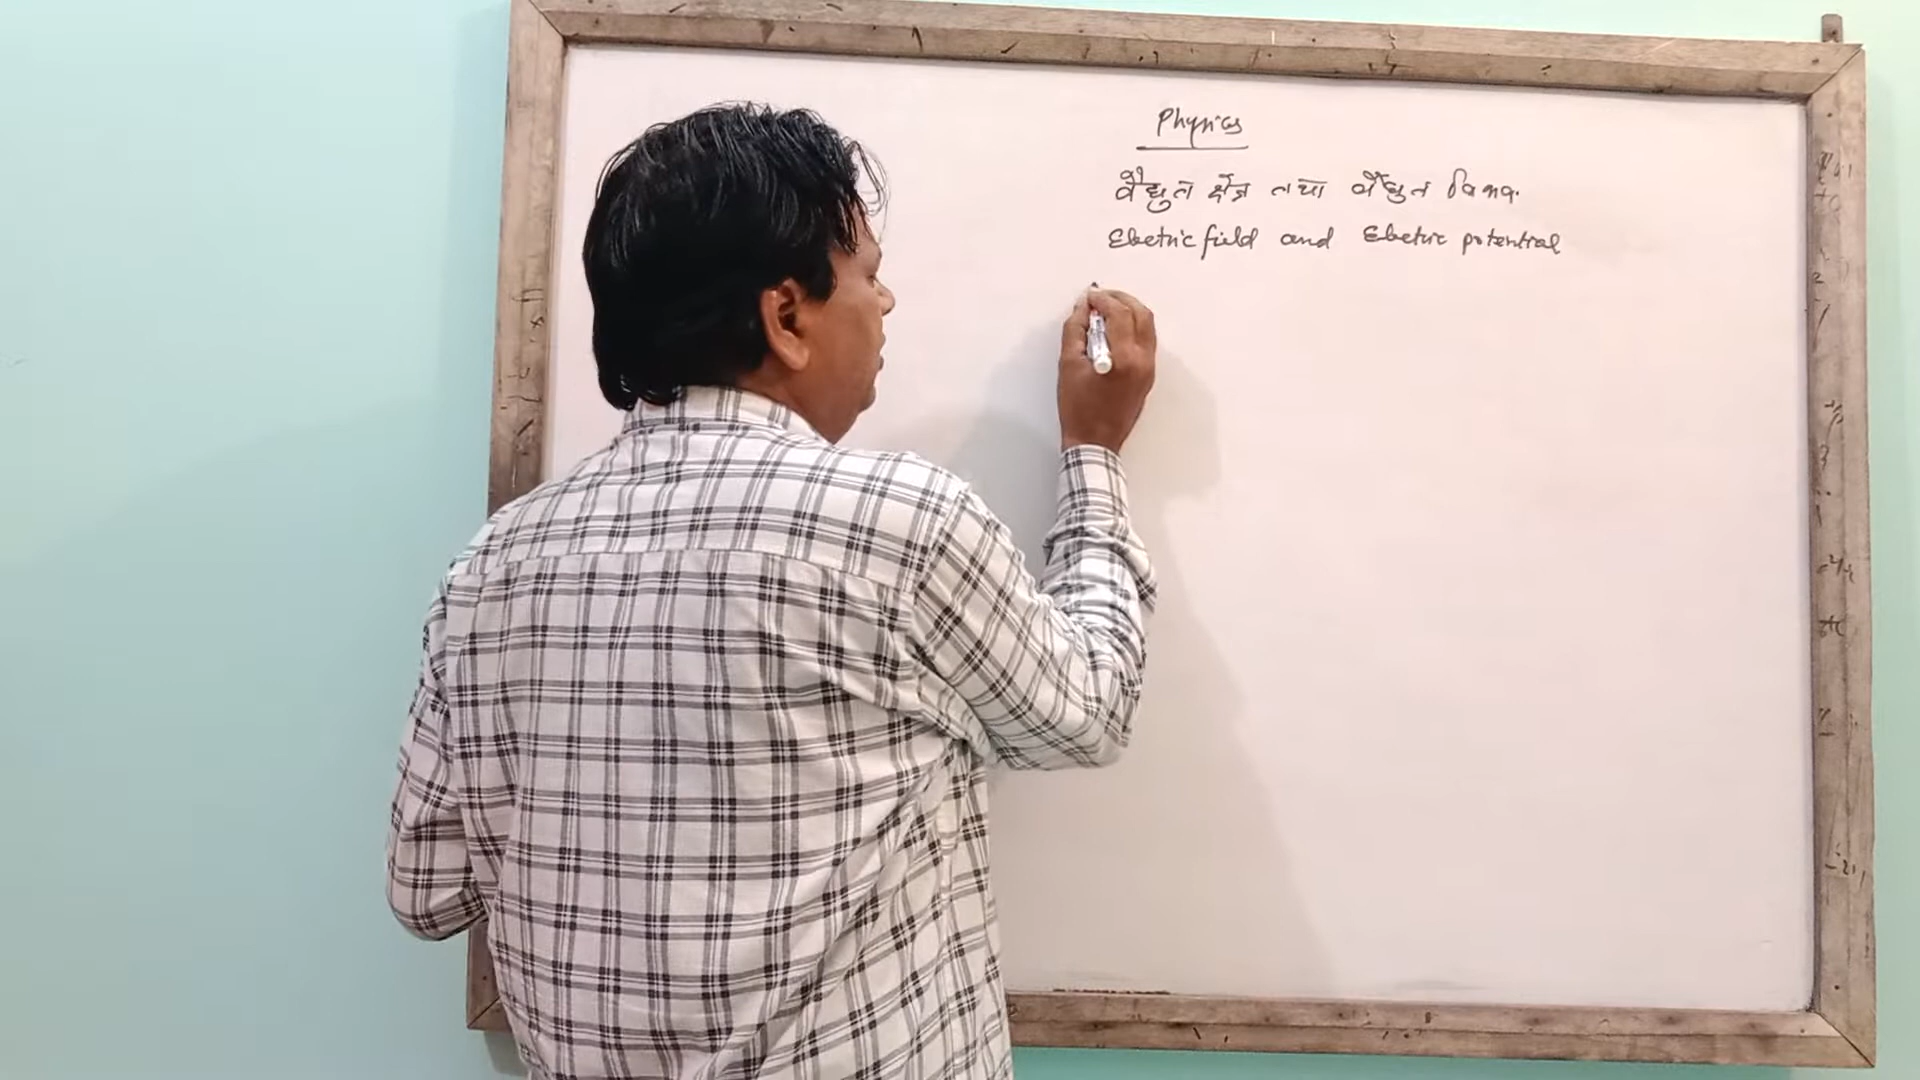 Physics
वैद्युत क्षेत्र तथा वैद्युत विभव.
Electric field and Electric potential